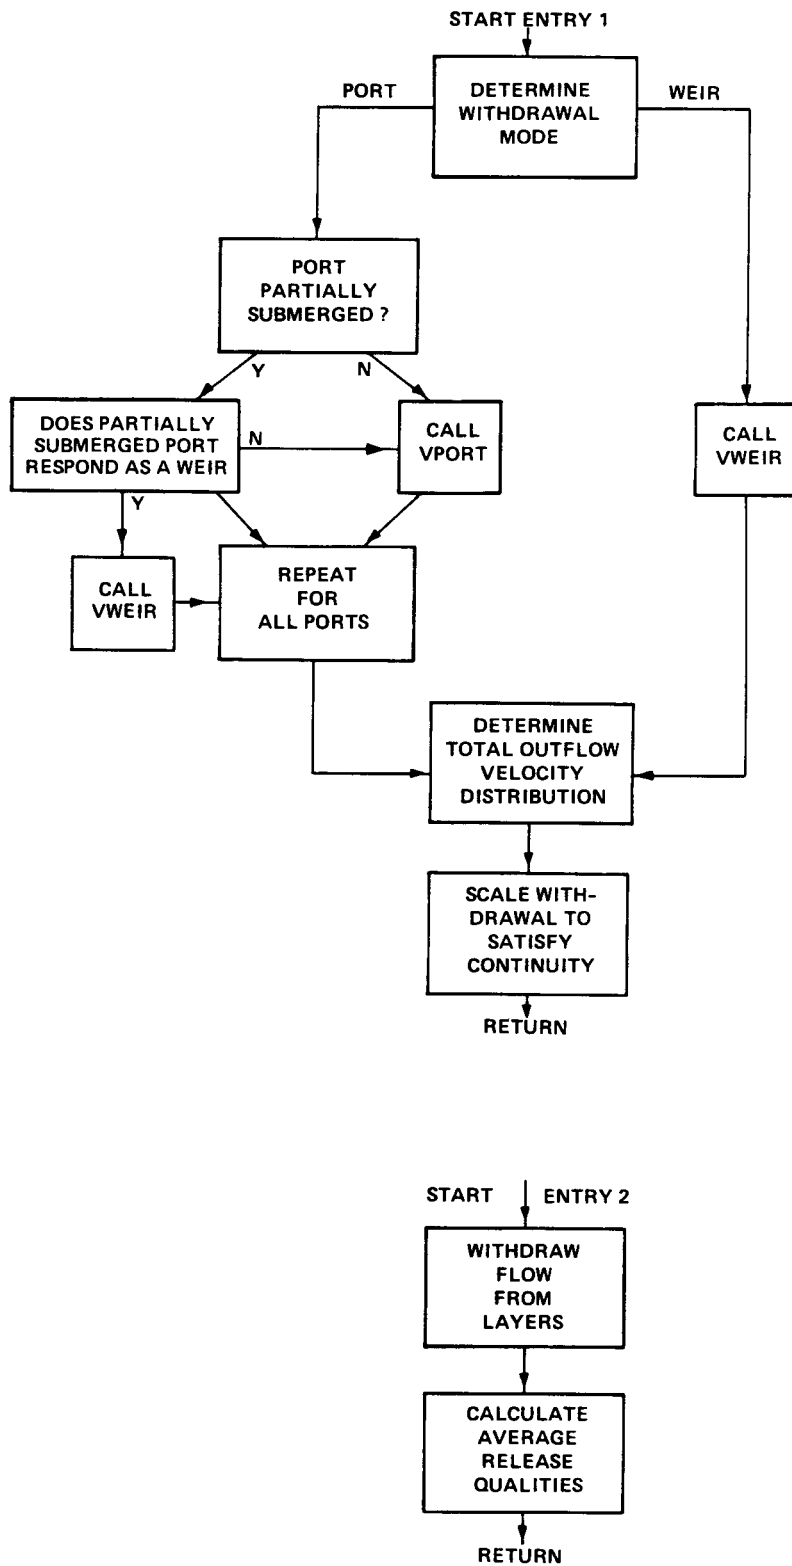 START ENTRY 1
DETERMINE
WITHDRAWAL
MODE
PORT
WEIR
PORT
PARTIALLY
SUBMERGED ?
Y
N
DOES PARTIALLY
SUBMERGED PORT
RESPOND AS A WEIR
N
CALL
VPORT
CALL
VWEIR
Y
CALL
VWEIR
REPEAT
FOR
ALL PORTS
DETERMINE
TOTAL OUTFLOW
VELOCITY
DISTRIBUTION
SCALE WITH-
DRAWAL TO
SATISFY
CONTINUITY
RETURN
START ENTRY 2
WITHDRAW
FLOW
FROM
LAYERS
CALCULATE
AVERAGE
RELEASE
QUALITIES
RETURN